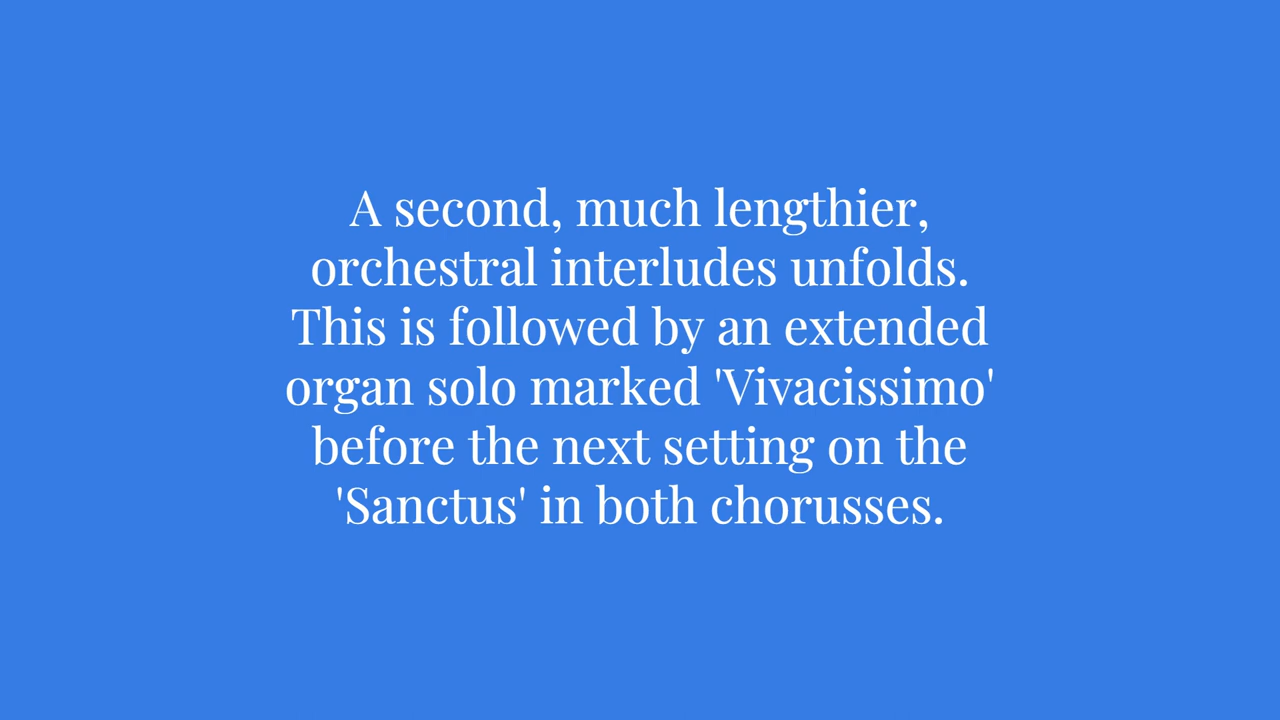 A second, much lengthier,
orchestral interludes unfolds.
This is followed by an extended
organ solo marked 'Vivacissimo'
before the next setting on the
'Sanctus' in both chorusses.